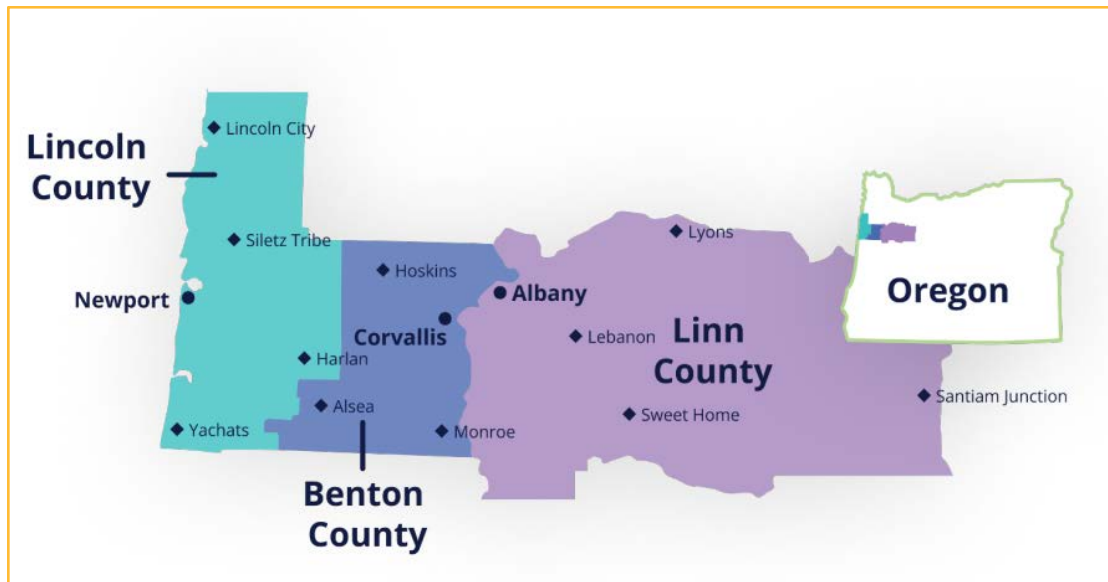 Lincoln City
Lincoln
County
Siletz Tribe
Newport
Harlan
Yachats
Hoskins
Corvallis
Alsea
Monroe
Benton
County
Albany
Lyons
Lebanon
Linn
County
Sweet Home
Santiam Junction
Oregon